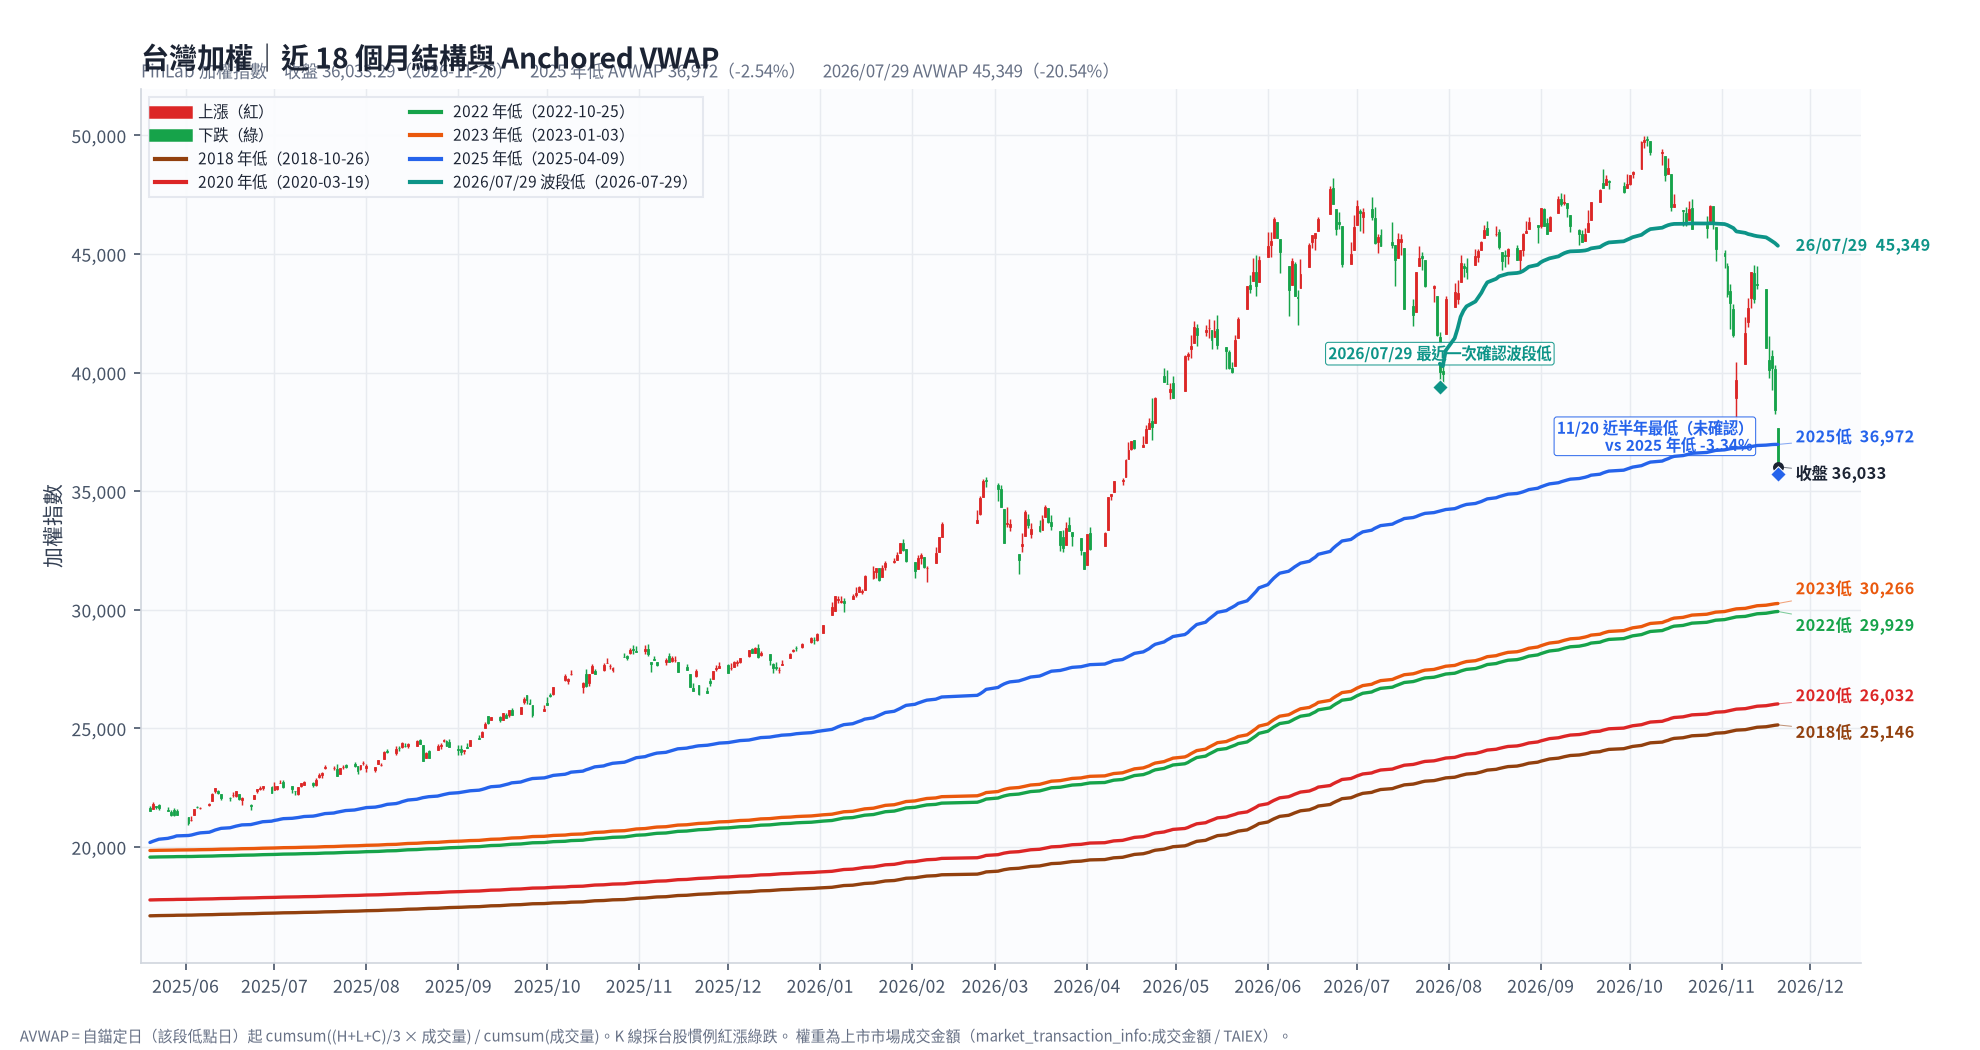 台灣加權｜近 18 個月結構與 Anchored VWAP
FinLab 加權指數　收盤 36,033.29（2026-11-20）　2025 年低 AVWAP 36,972（-2.54%）　2026/07/29 AVWAP 45,349（-20.54%）
上漲（紅）
下跌（綠）
2018 年低（2018-10-26）
2020 年低（2020-03-19）
2022 年低（2022-10-25）
2023 年低（2023-01-03）
2025 年低（2025-04-09）
2026/07/29 波段低（2026-07-29）
加權指數
50,000
45,000
40,000
35,000
30,000
25,000
20,000
26/07/29 45,349
2026/07/29 最近一次確認波段低
11/20 近半年最低（未確認）
vs 2025 年低 -3.34%
2025低 36,972
收盤 36,033
2023低 30,266
2022低 29,929
2020低 26,032
2018低 25,146
2025/06
2025/07
2025/08
2025/09
2025/10
2025/11
2025/12
2026/01
2026/02
2026/03
2026/04
2026/05
2026/06
2026/07
2026/08
2026/09
2026/10
2026/11
2026/12
AVWAP = 自錨定日（該段低點日）起 cumsum((H+L+C)/3 × 成交量) / cumsum(成交量)。K 線採台股慣例紅漲綠跌。 權重為上市市場成交金額（market_transaction_info:成交金額 / TAIEX）。